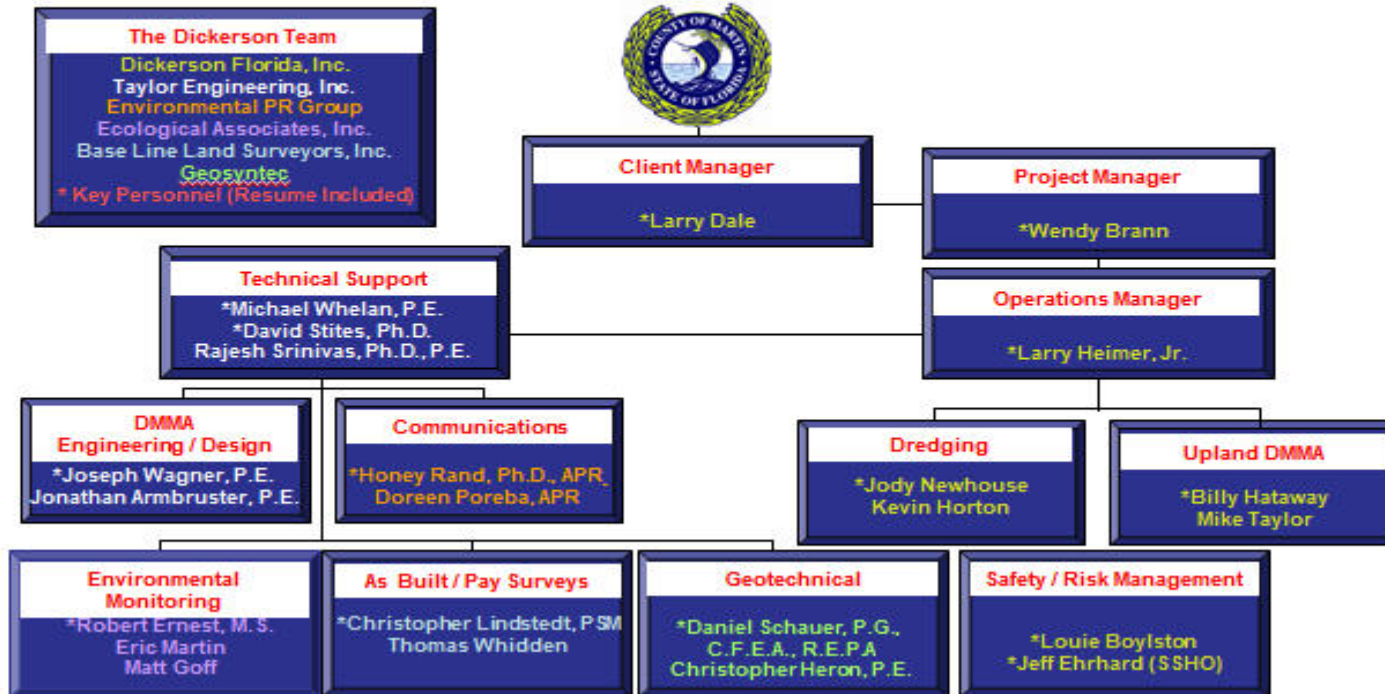 The Dickerson Team
Dickerson Florida, Inc.
Taylor Engineering, Inc.
Environmental PR Group
Ecological Associates, Inc.
Base Line Land Surveyors, Inc.
Geosyntec
* Key Personnel (Resume Included)
COUNTY OF MARTIN
STATE OF FLORIDA
Client Manager
*Larry Dale
Project Manager
*Wendy Brann
Technical Support
*Michael Whelan, P.E.
*David Stites, Ph.D.
Rajesh Srinivas, Ph.D., P.E.
Operations Manager
*Larry Heimer, Jr.
DMMA
Engineering / Design
*Joseph Wagner, P.E.
Jonathan Armbruster, P.E.
Communications
*Honey Rand, Ph.D., APR
Doreen Poreba, APR
Dredging
*Jody Newhouse
Kevin Horton
Upland DMMA
*Billy Hataway
Mike Taylor
Environmental
Monitoring
*Robert Ernest, M.S.
Eric Martin
Matt Goff
As Built / Pay Surveys
*Christopher Lindstedt, PSM
Thomas Whidden
Geotechnical
*Daniel Schauer, P.G.,
C.F.E.A., R.E.P.A
Christopher Heron, P.E.
Safety / Risk Management
*Louie Boylston
*Jeff Ehrhard (SSHO)